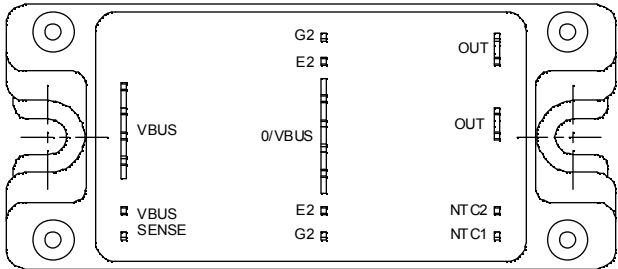 G2
OUT
E2
VBUS
0/VBUS
OUT
VBUS
SENSE
E2
G2
NTC2
NTC1